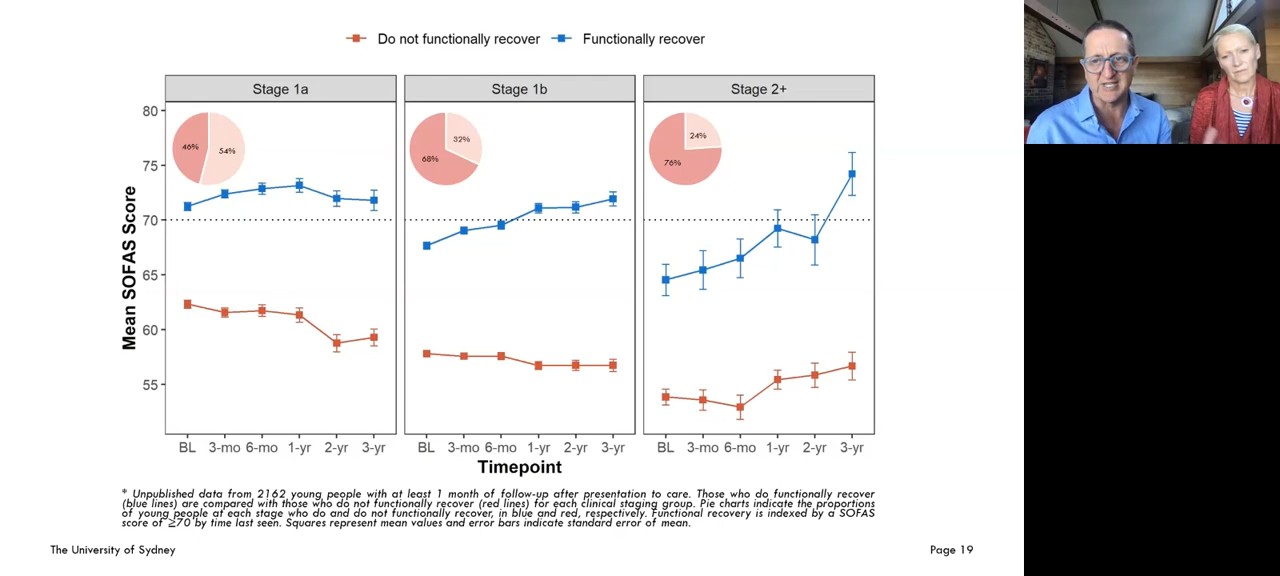 Do not functionally recover Functionally recover
Stage 1a Stage 1b Stage 2+
80
75
70
65
60
55
Mean SOFAS Score
46% 54%
68% 32%
76% 24%
BL 3-mo 6-mo 1-yr 2-yr 3-yr BL 3-mo 6-mo 1-yr 2-yr 3-yr BL 3-mo 6-mo 1-yr 2-yr 3-yr
Timepoint
* Unpublished data from 2162 young people with at least 1 month of follow-up after presentation to care. Those who do functionally recover
(blue lines) are compared with those who do not functionally recover (red lines) for each clinical staging group. Pie charts indicate the proportions
of young people at each stage who do and do not functionally recover, in blue and red, respectively. Functional recovery is indexed by a SOFAS
score of ≥70 by time last seen. Squares represent mean values and error bars indicate standard error of mean.
The University of Sydney Page 19